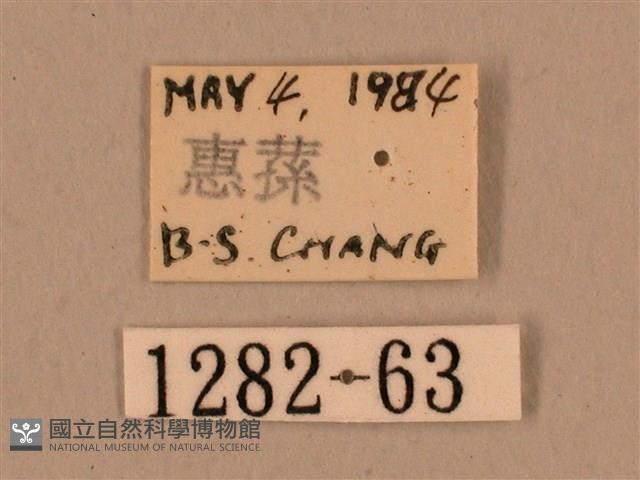 MAY 4, 1984
惠蓀
B-S. CHANG
1282-63
國立自然科學博物館
NATIONAL MUSEUM OF NATURAL SCIENCE